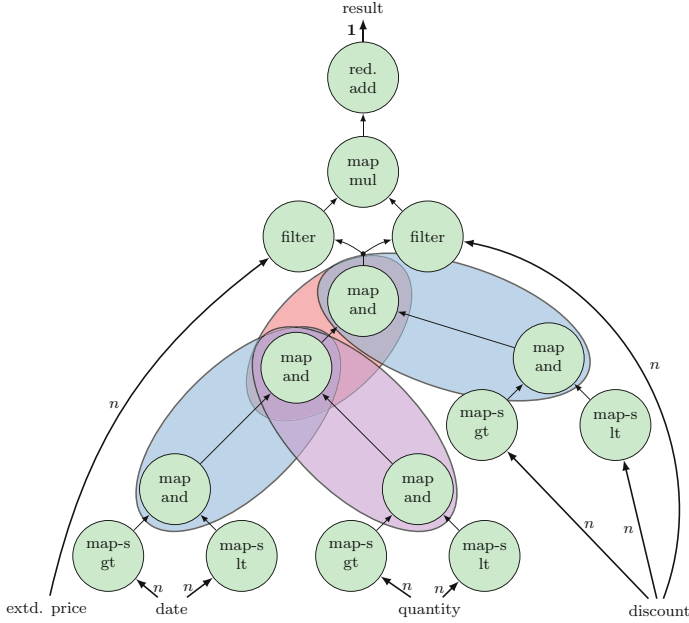 result
1
red.
add
map
mul
filter
filter
map
and
map
and
map
and
n
n
map-s
gt
map-s
lt
map
and
map
and
n
n
map-s
gt
map-s
lt
map-s
gt
map-s
lt
n
n
n
n
extd. price
date
quantity
discount